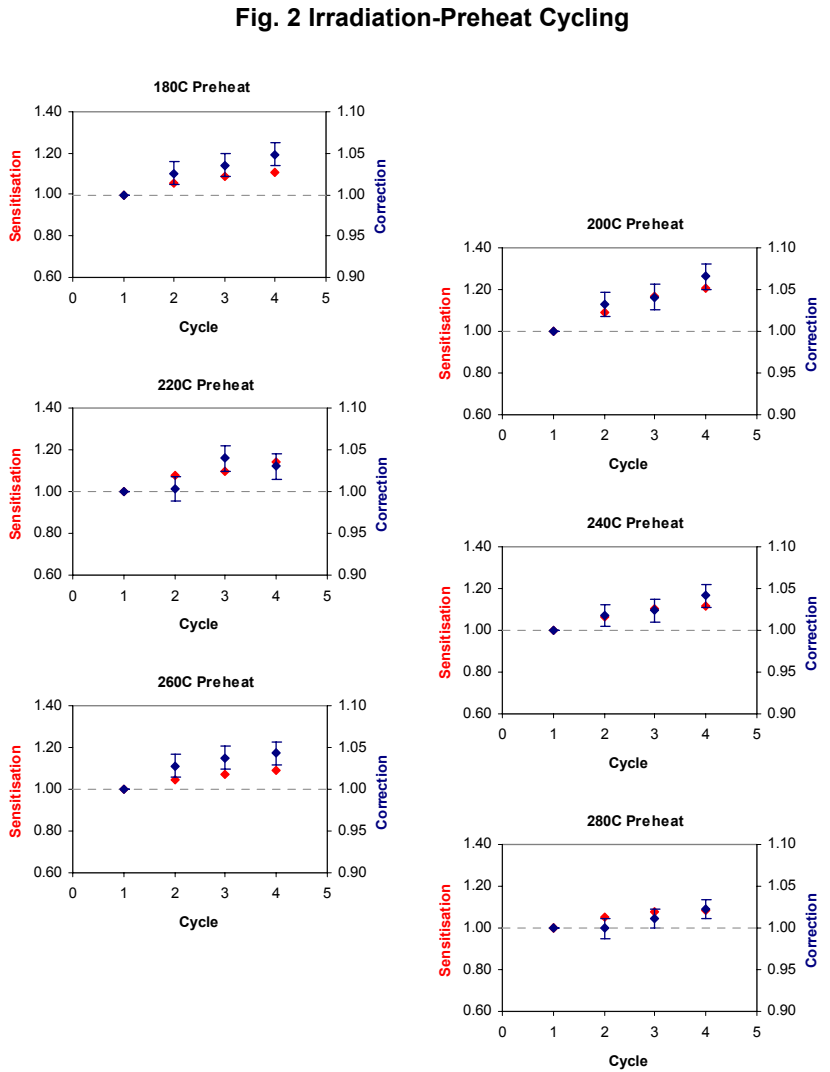 Fig. 2 Irradiation-Preheat Cycling
180C Preheat
1.40
1.20
1.00
0.80
0.60
1.10
1.05
1.00
0.95
0.90
0 1 2 3 4 5
Sensitisation
Correction
Cycle
200C Preheat
1.40
1.20
1.00
0.80
0.60
1.10
1.05
1.00
0.95
0.90
0 1 2 3 4 5
Sensitisation
Correction
Cycle
220C Preheat
1.40
1.20
1.00
0.80
0.60
1.10
1.05
1.00
0.95
0.90
0 1 2 3 4 5
Sensitisation
Correction
Cycle
240C Preheat
1.40
1.20
1.00
0.80
0.60
1.10
1.05
1.00
0.95
0.90
0 1 2 3 4 5
Sensitisation
Correction
Cycle
260C Preheat
1.40
1.20
1.00
0.80
0.60
1.10
1.05
1.00
0.95
0.90
0 1 2 3 4 5
Sensitisation
Correction
Cycle
280C Preheat
1.40
1.20
1.00
0.80
0.60
1.10
1.05
1.00
0.95
0.90
0 1 2 3 4 5
Sensitisation
Correction
Cycle